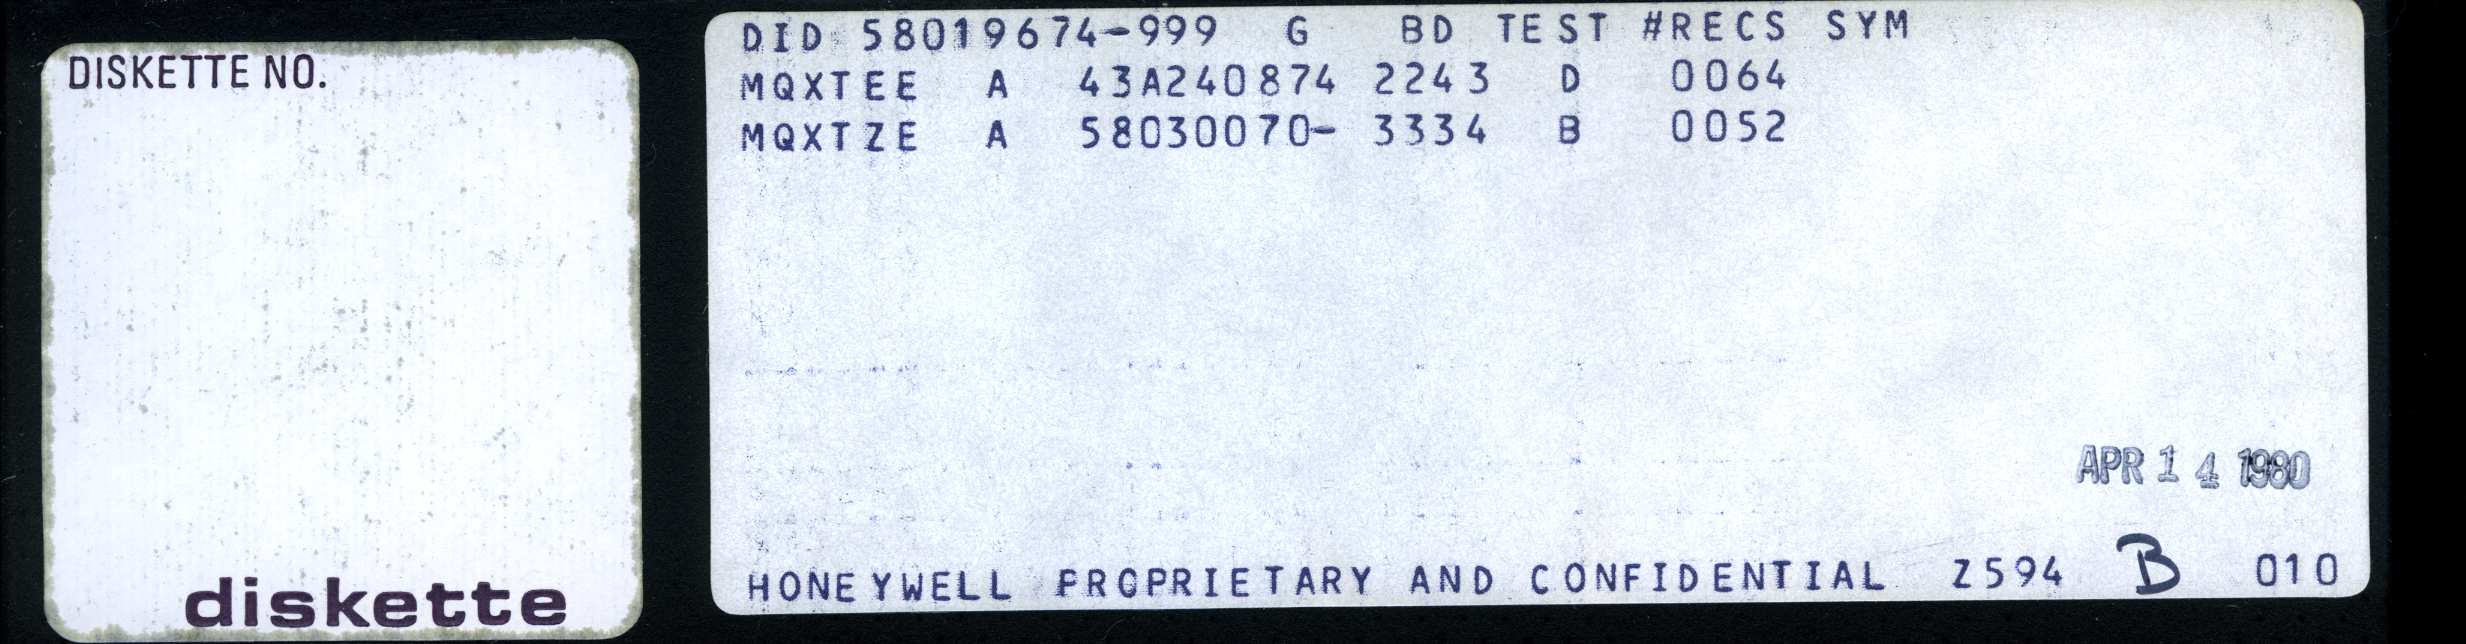 DISKETTE NO.
diskette
DID 58019674-999 G BD TEST #RECS SYM
MQXTEE A 43A240874 2243 D 0064
MQXTZE A 58030070- 3334 B 0052
APR 14 1980
HONEYWELL PROPRIETARY AND CONFIDENTIAL Z594 B 010